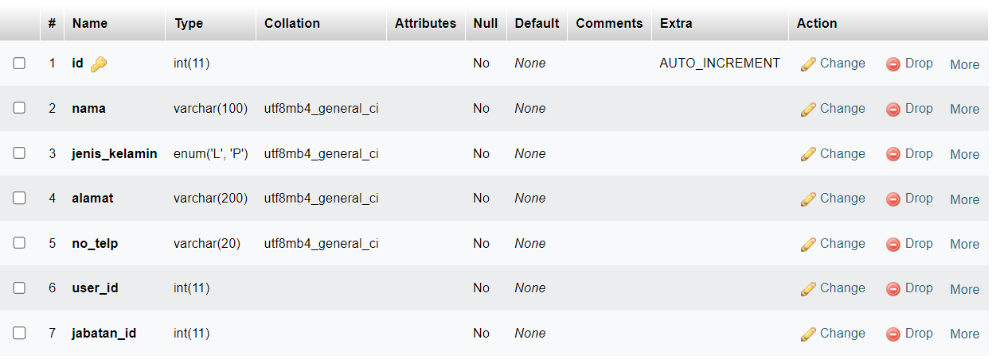 # Name Type Collation Attributes Null Default Comments Extra Action
1 id int(11) No None AUTO_INCREMENT Change Drop More
2 nama varchar(100) utf8mb4_general_ci No None Change Drop More
3 jenis_kelamin enum('L', 'P') utf8mb4_general_ci No None Change Drop More
4 alamat varchar(200) utf8mb4_general_ci No None Change Drop More
5 no_telp varchar(20) utf8mb4_general_ci No None Change Drop More
6 user_id int(11) No None Change Drop More
7 jabatan_id int(11) No None Change Drop More